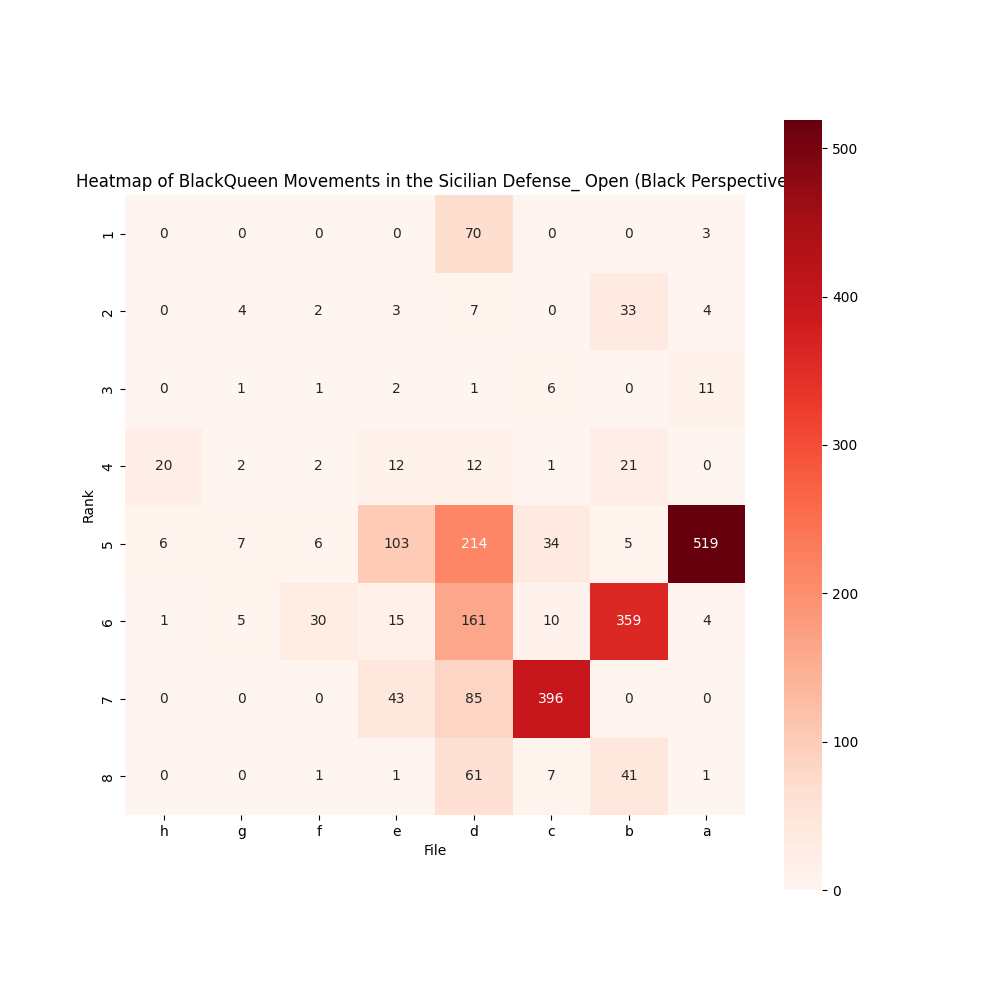 Heatmap of BlackQueen Movements in the Sicilian Defense_ Open (Black Perspective
1 0 0 0 0 70 0 0 3
2 0 4 2 3 7 0 33 4
3 0 1 1 2 1 6 0 11
4 20 2 2 12 12 1 21 0
5 6 7 6 103 214 34 5 519
6 1 5 30 15 161 10 359 4
7 0 0 0 43 85 396 0 0
8 0 0 1 1 61 7 41 1
h g f e d c b a
File
Rank
500
400
300
200
100
0